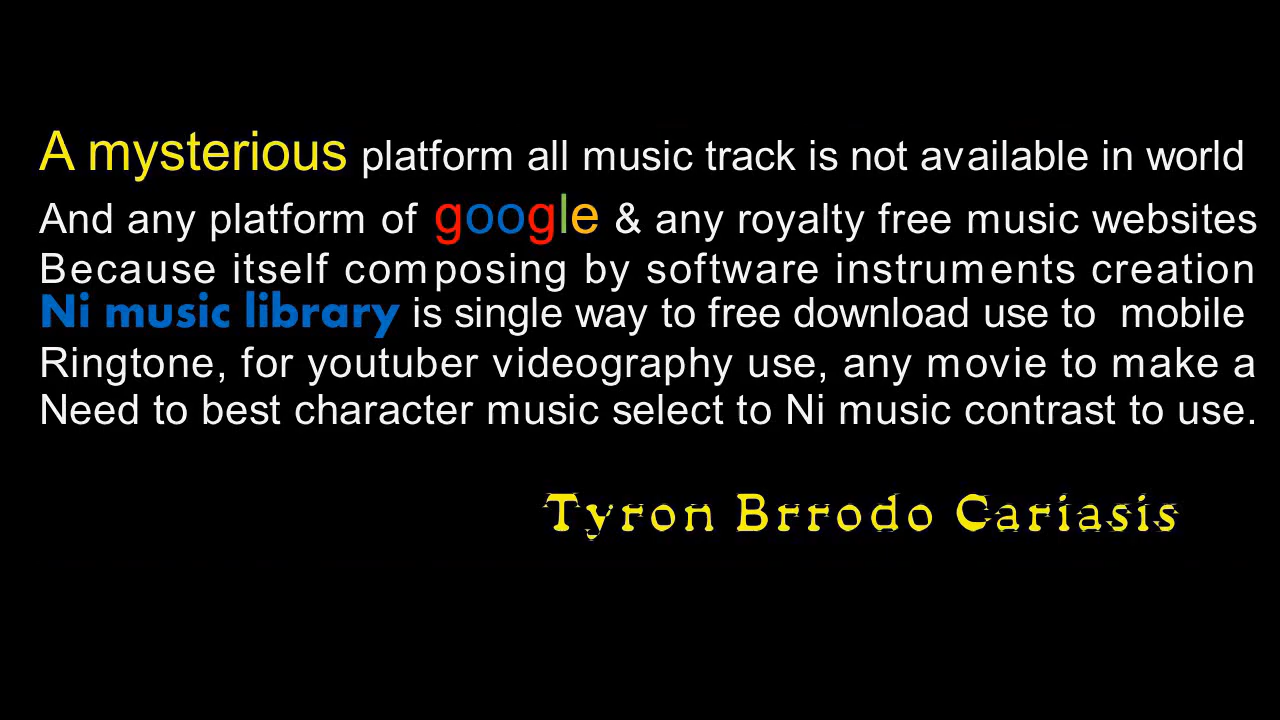 A mysterious platform all music track is not available in world
And any platform of google & any royalty free music websites
Because itself composing by software instruments creation
Ni music library is single way to free download use to mobile
Ringtone, for youtuber videography use, any movie to make a
Need to best character music select to Ni music contrast to use.
Tyron Brrodo Cariasis